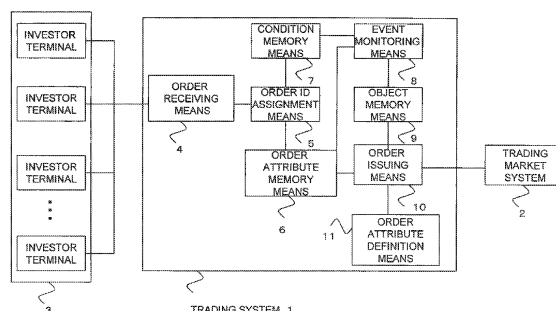 INVESTOR
TERMINAL
INVESTOR
TERMINAL
INVESTOR
TERMINAL
INVESTOR
TERMINAL
3
ORDER
RECEIVING
MEANS
4
CONDITION
MEMORY
MEANS
7
ORDER ID
ASSIGNMENT
MEANS
5
ORDER
ATTRIBUTE
MEMORY
MEANS
6
EVENT
MONITORING
MEANS
8
OBJECT
MEMORY
MEANS
9
ORDER
ISSUING
MEANS
10
11
ORDER
ATTRIBUTE
DEFINITION
MEANS
TRADING
MARKET
SYSTEM
2
TRADING SYSTEM 1